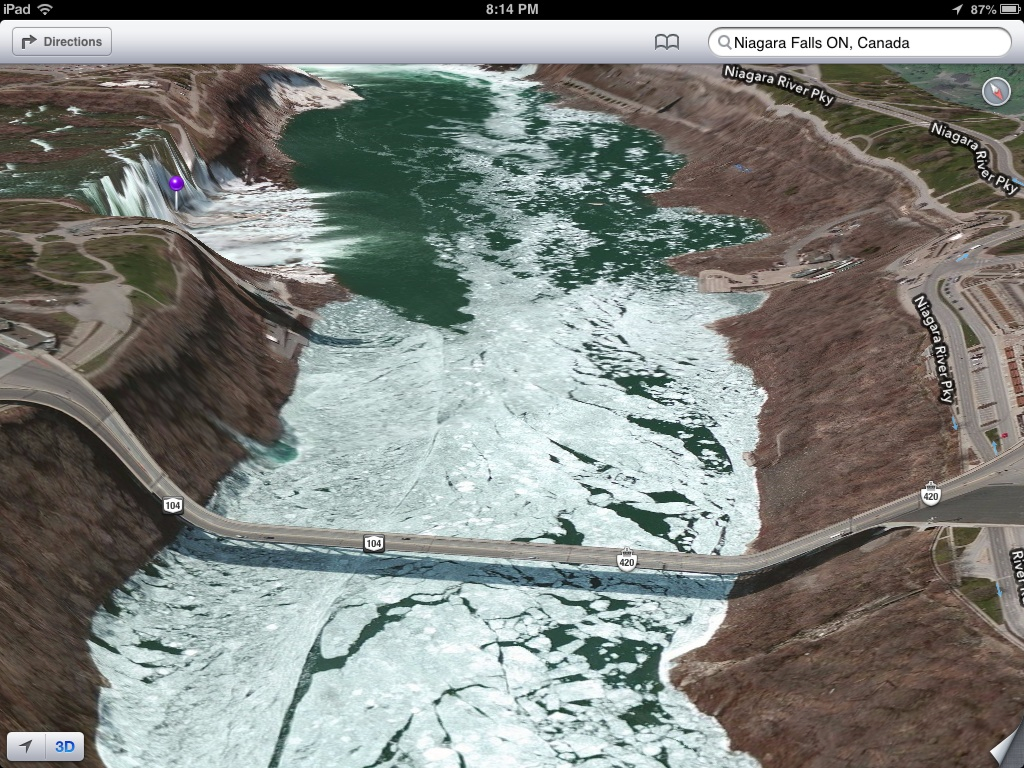 iPad
8:14 PM
87%
Directions
Niagara Falls ON, Canada
Niagara River Pky
Niagara River Pky
Niagara River Pky
104
104
420
420
River
3D